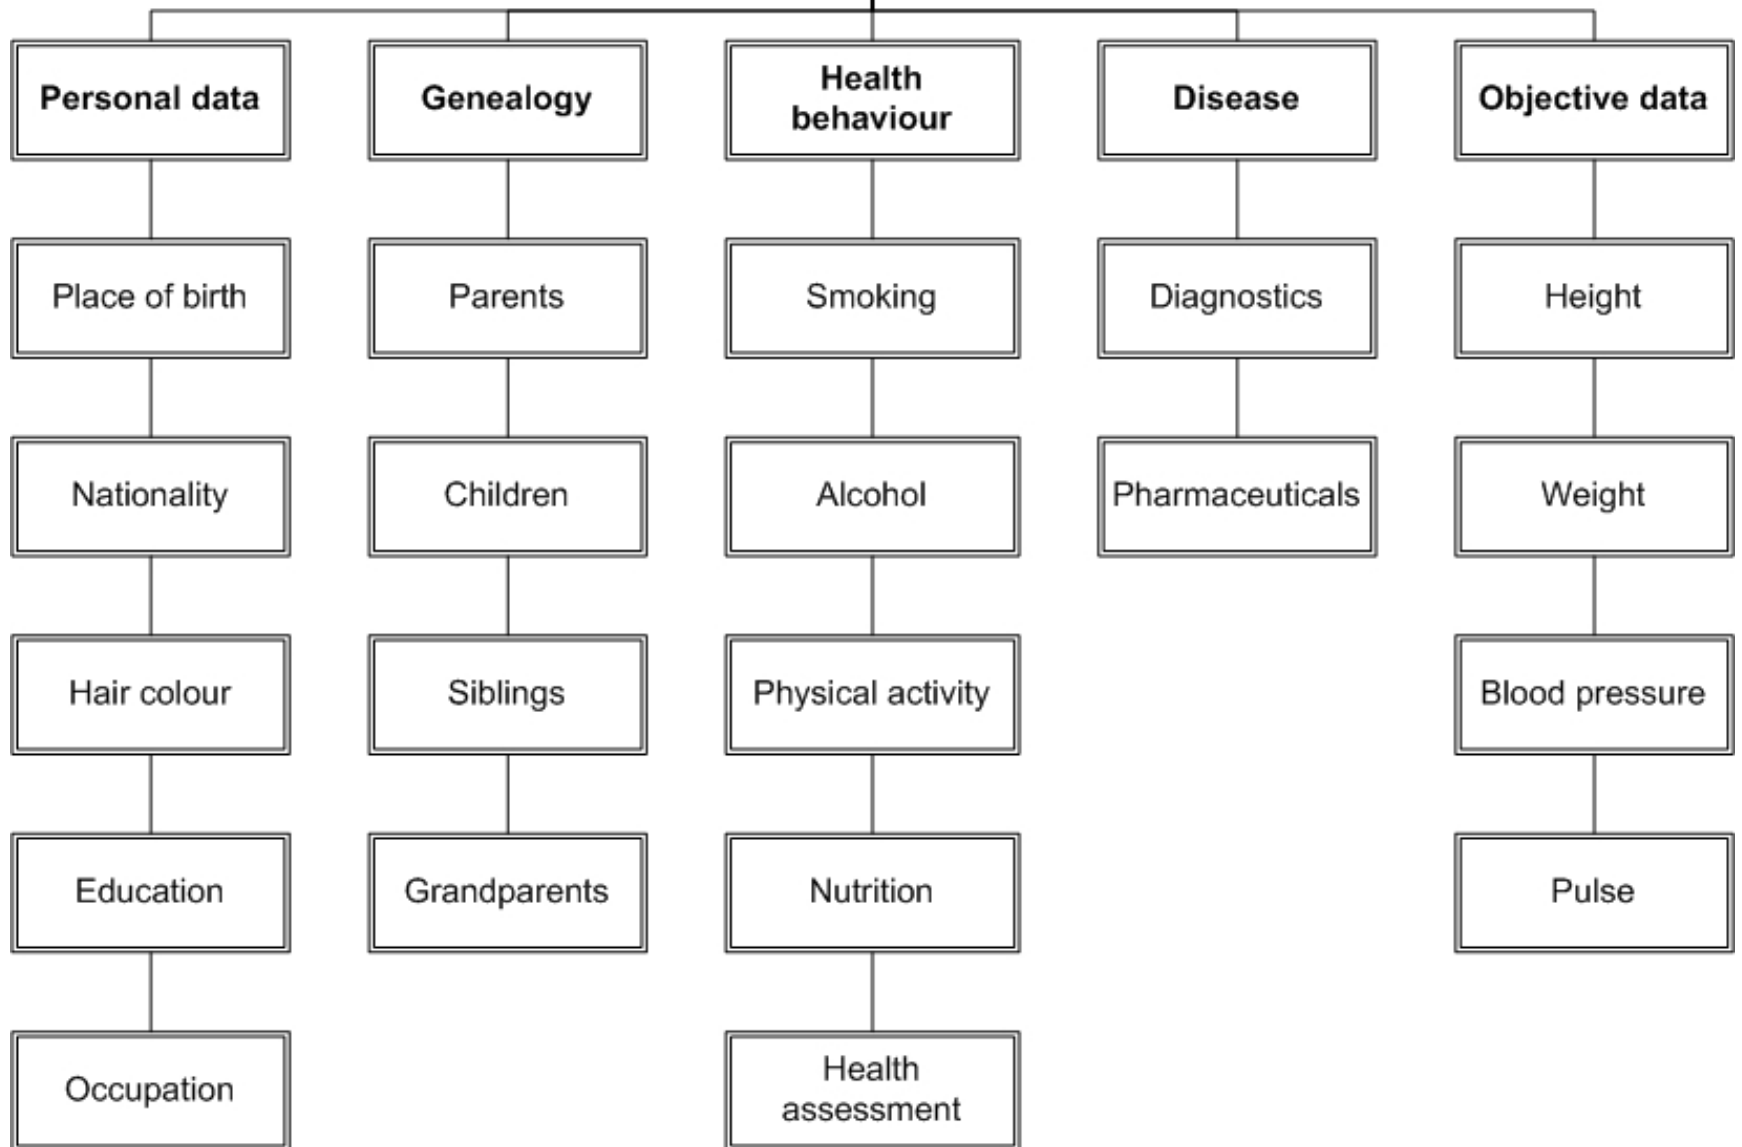 Personal data
Genealogy
Health
behaviour
Disease
Objective data
Place of birth
Parents
Smoking
Diagnostics
Height
Nationality
Children
Alcohol
Pharmaceuticals
Weight
Hair colour
Siblings
Physical activity
Blood pressure
Education
Grandparents
Nutrition
Pulse
Occupation
Health
assessment